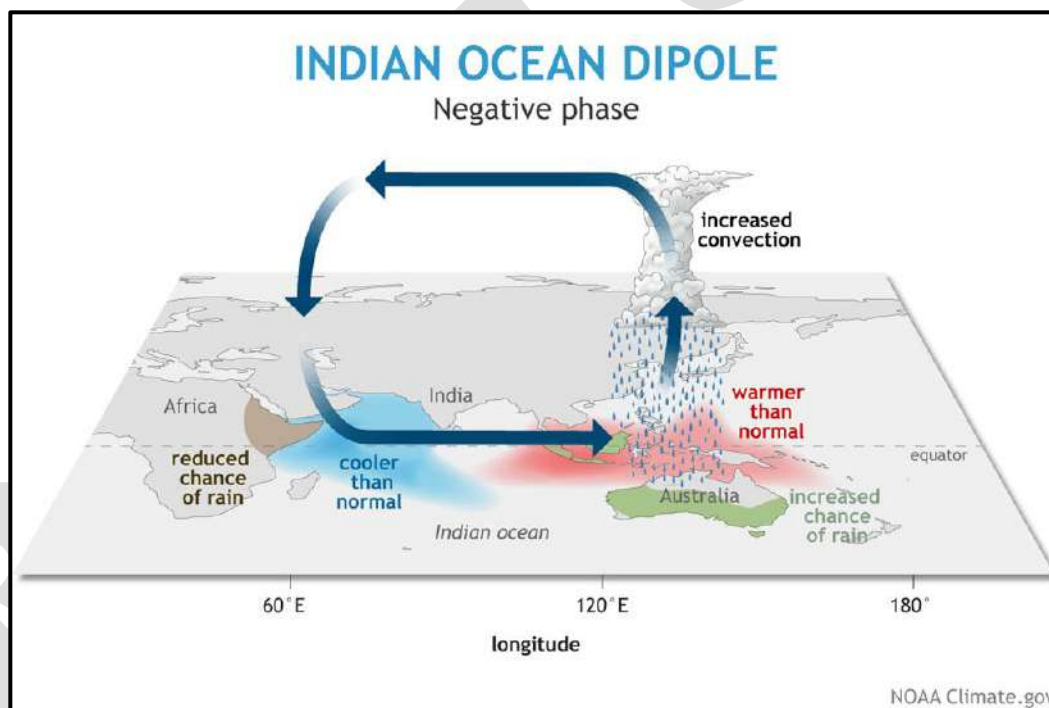 INDIAN OCEAN DIPOLE
Negative phase
increased
convection
Africa
India
warmer
than
normal
reduced
chance
of rain
cooler
than
normal
equator
Australia
increased
chance
of rain
Indian ocean
60°E
120°E
180°
longitude
NOAA Climate.gov